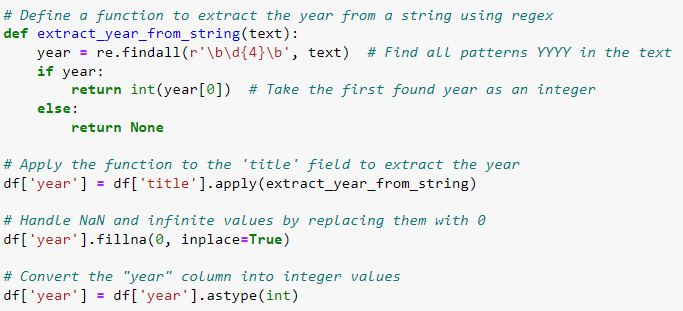 # Define a function to extract the year from a string using regex
def extract_year_from_string(text):
    year = re.findall(r'\b\d{4}\b', text)  # Find all patterns YYYY in the text
    if year:
        return int(year[0])  # Take the first found year as an integer
    else:
        return None

# Apply the function to the 'title' field to extract the year
df['year'] = df['title'].apply(extract_year_from_string)

# Handle NaN and infinite values by replacing them with 0
df['year'].fillna(0, inplace=True)

# Convert the "year" column into integer values
df['year'] = df['year'].astype(int)